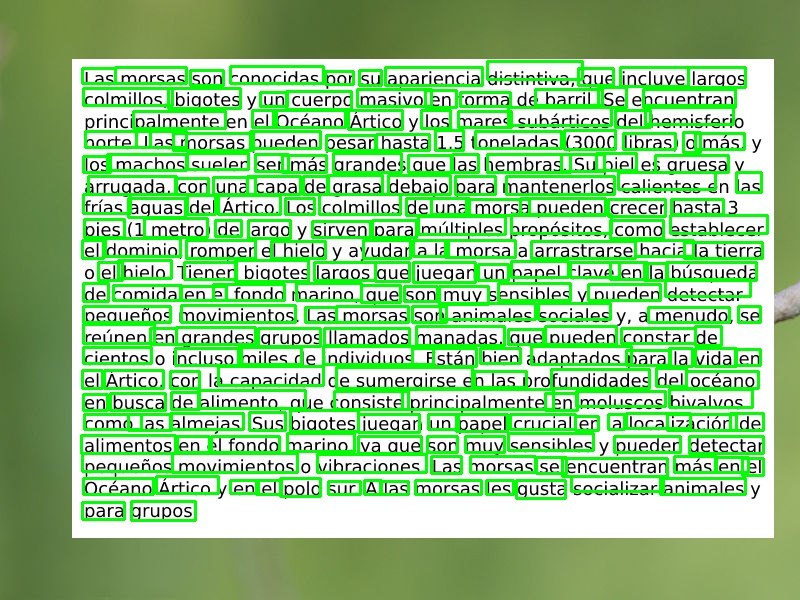 Las morsas son conocidas por su apariencia distintiva, que incluye largos
colmillos, bigotes y un cuerpo masivo en forma de barril. Se encuentran
principalmente en el Océano Ártico y los mares subárticos del hemisferio
norte. Las morsas pueden pesar hasta 1.5 toneladas (3000 libras) o más, y
los machos suelen ser más grandes que las hembras. Su piel es gruesa y
arrugada, con una capa de grasa debajo para mantenerlos calientes en las
frías aguas del Ártico. Los colmillos de una morsa pueden crecer hasta 3
pies (1 metro) de largo y sirven para múltiples propósitos, como establecer
el dominio, romper el hielo y ayudar a la morsa a arrastrarse hacia la tierra
o el hielo. Tienen bigotes largos que juegan un papel clave en la búsqueda
de comida en el fondo marino, que son muy sensibles y pueden detectar
pequeños movimientos. Las morsas son animales sociales y, a menudo, se
reúnen en grandes grupos llamados manadas, que pueden constar de
cientos o incluso miles de individuos. Están bien adaptados para la vida en
el Ártico, con la capacidad de sumergirse en las profundidades del océano
en busca de alimento, que consiste principalmente en moluscos bivalvos
como las almejas. Sus bigotes juegan un papel crucial en la localización de
alimentos en el fondo marino, ya que son muy sensibles y pueden detectar
pequeños movimientos o vibraciones. Las morsas se encuentran más en el
Océano Ártico y en el polo sur. A las morsas les gusta socializar animales y
para grupos